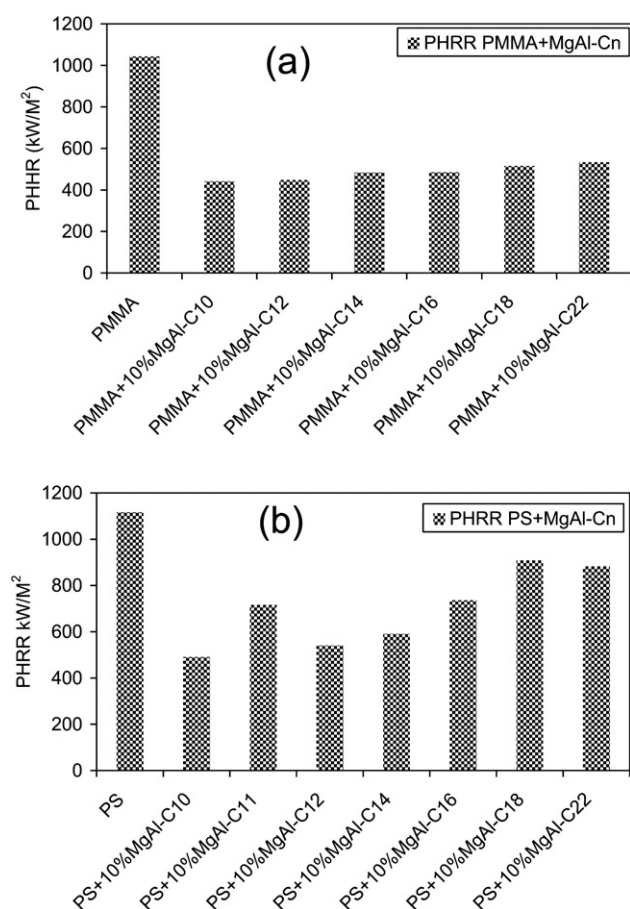 (a)
PHRR PMMA+MgAl-Cn
PHHR (kW/M²)
1200
1000
800
600
400
200
0
PMMA
PMMA+10%MgAl-C10
PMMA+10%MgAl-C12
PMMA+10%MgAl-C14
PMMA+10%MgAl-C16
PMMA+10%MgAl-C18
PMMA+10%MgAl-C22
(b)
PHRR PS+MgAl-Cn
PHRR kW/M²
1200
1000
800
600
400
200
0
PS
PS+10%MgAl-C10
PS+10%MgAl-C11
PS+10%MgAl-C12
PS+10%MgAl-C14
PS+10%MgAl-C16
PS+10%MgAl-C18
PS+10%MgAl-C22